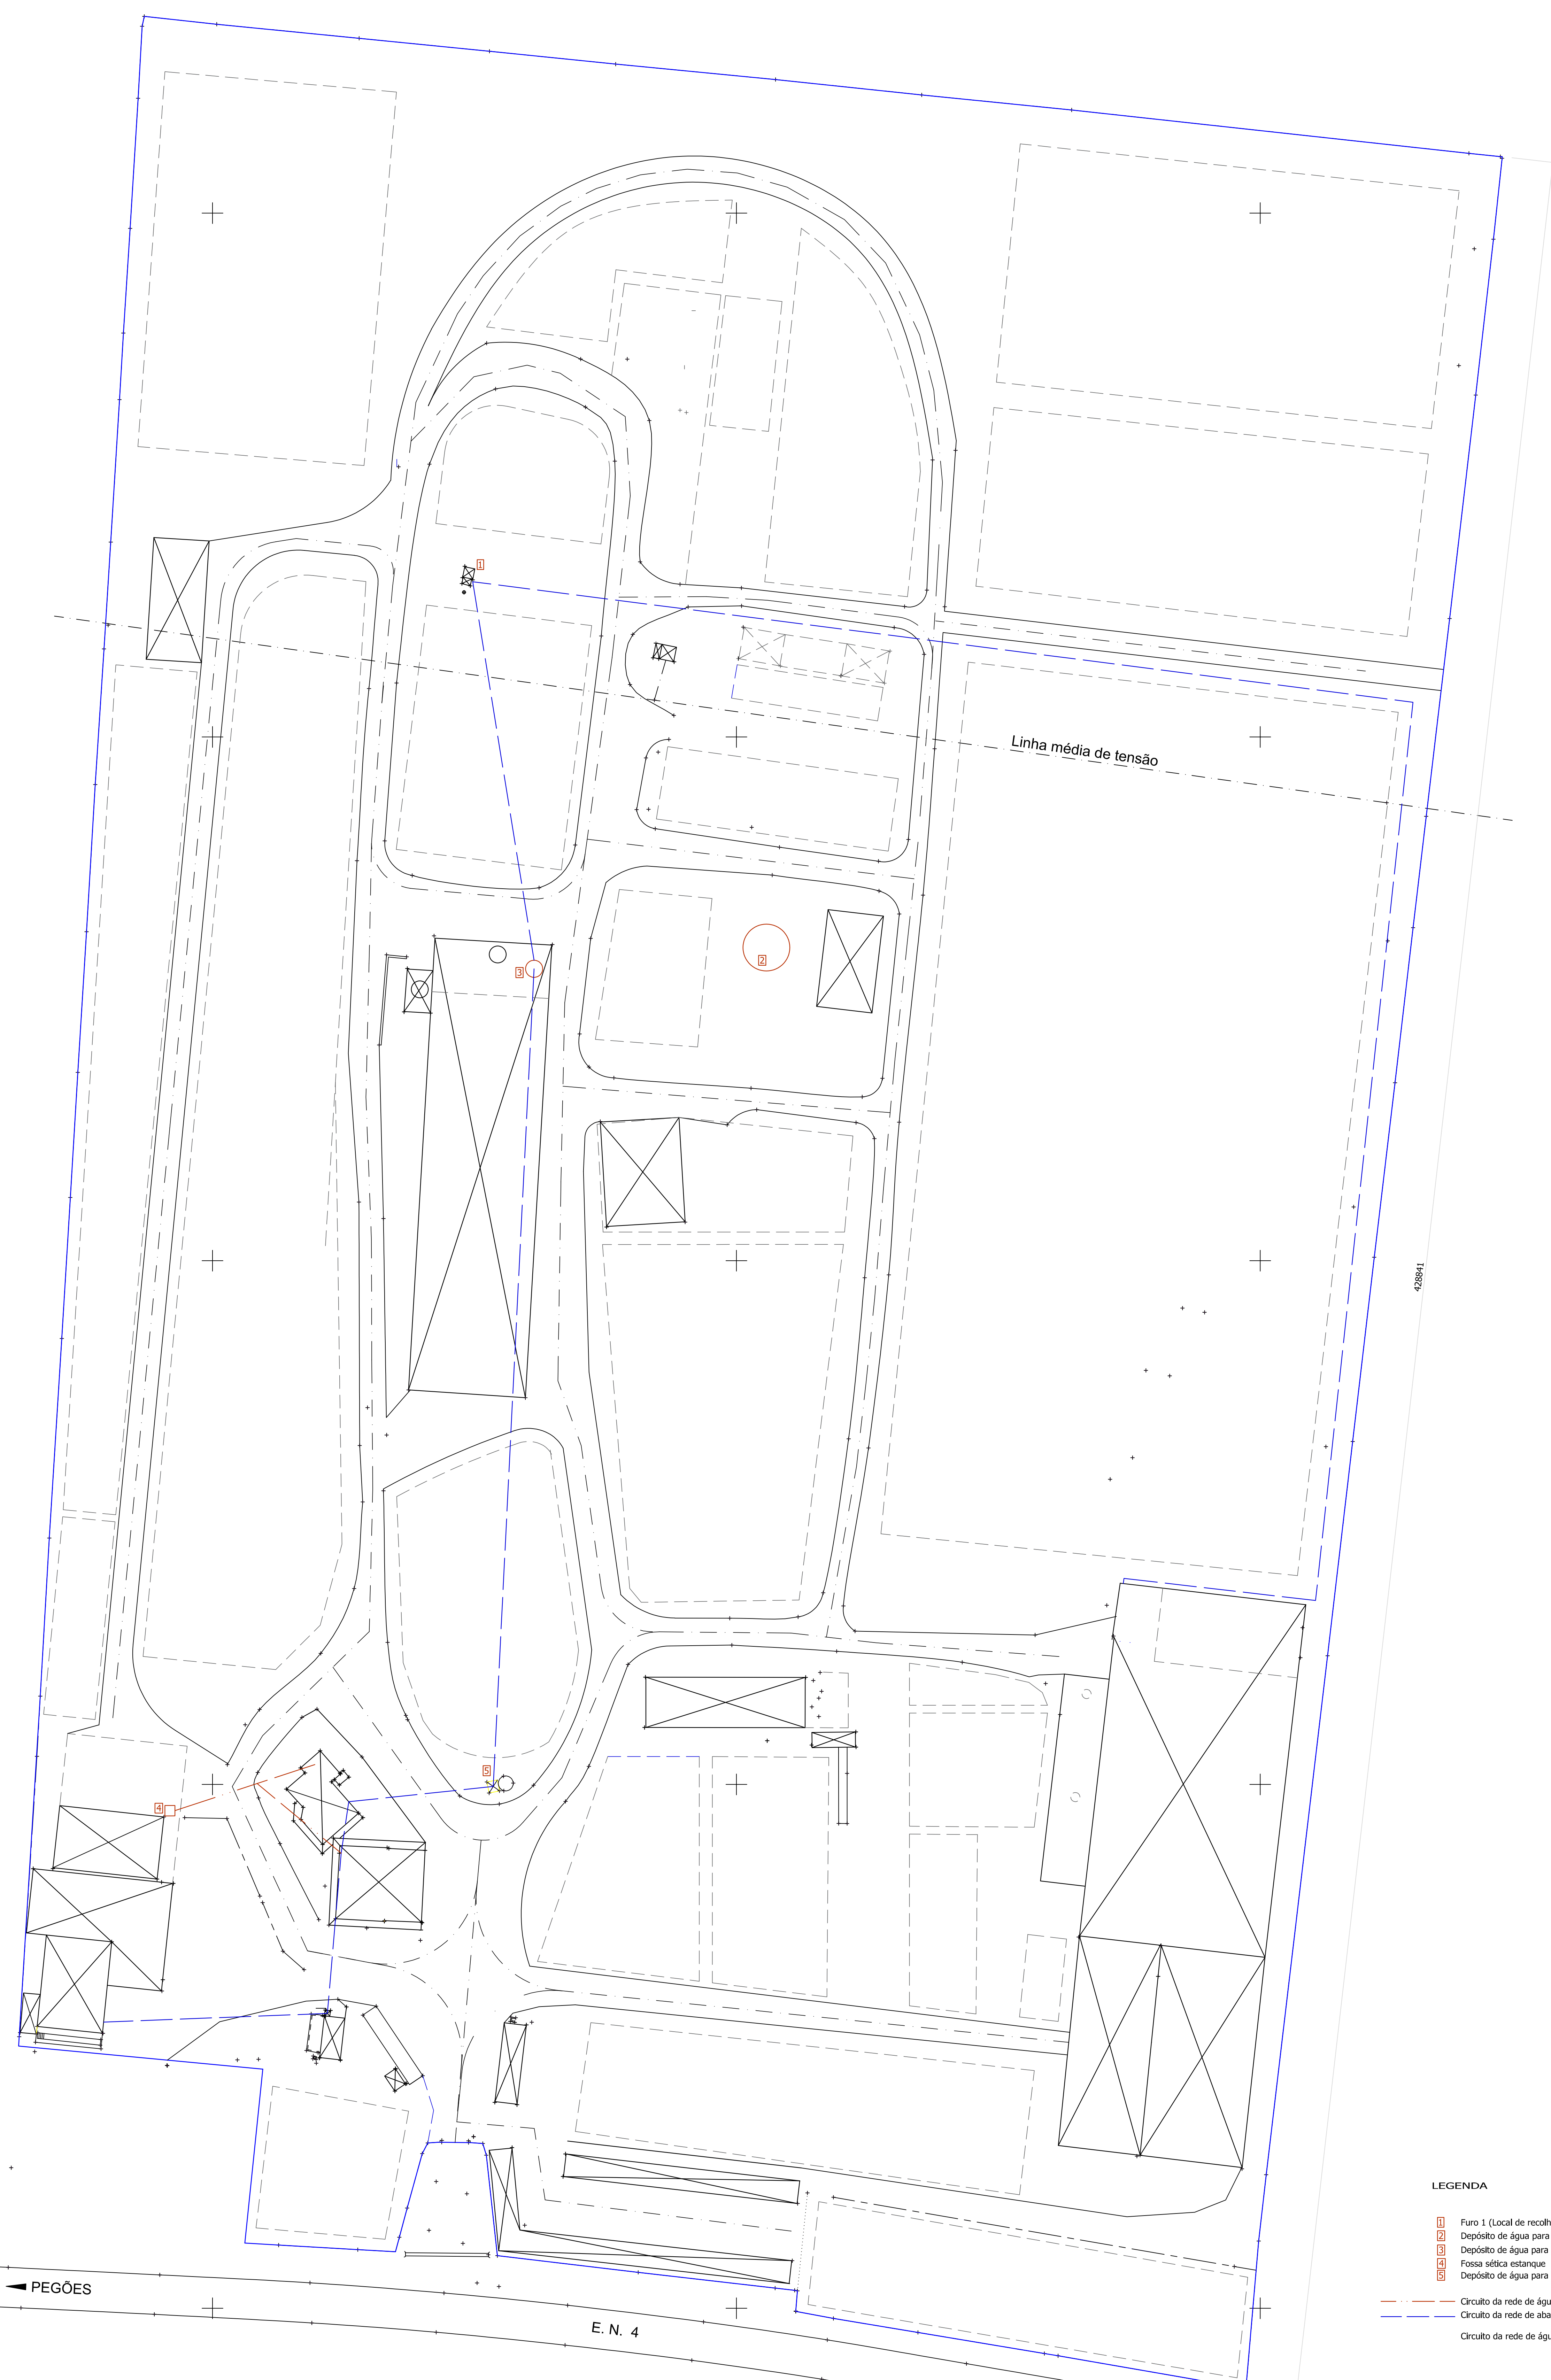 1
Linha média de tensão
3
2
428841
5
4
LEGENDA
1 Furo 1 (Local de recolh
2 Depósito de água para
3 Depósito de água para
4 Fossa sética estanque
5 Depósito de água para
Circuito da rede de águ
Circuito da rede de aba
Circuito da rede de águ
PEGÕES
E. N. 4